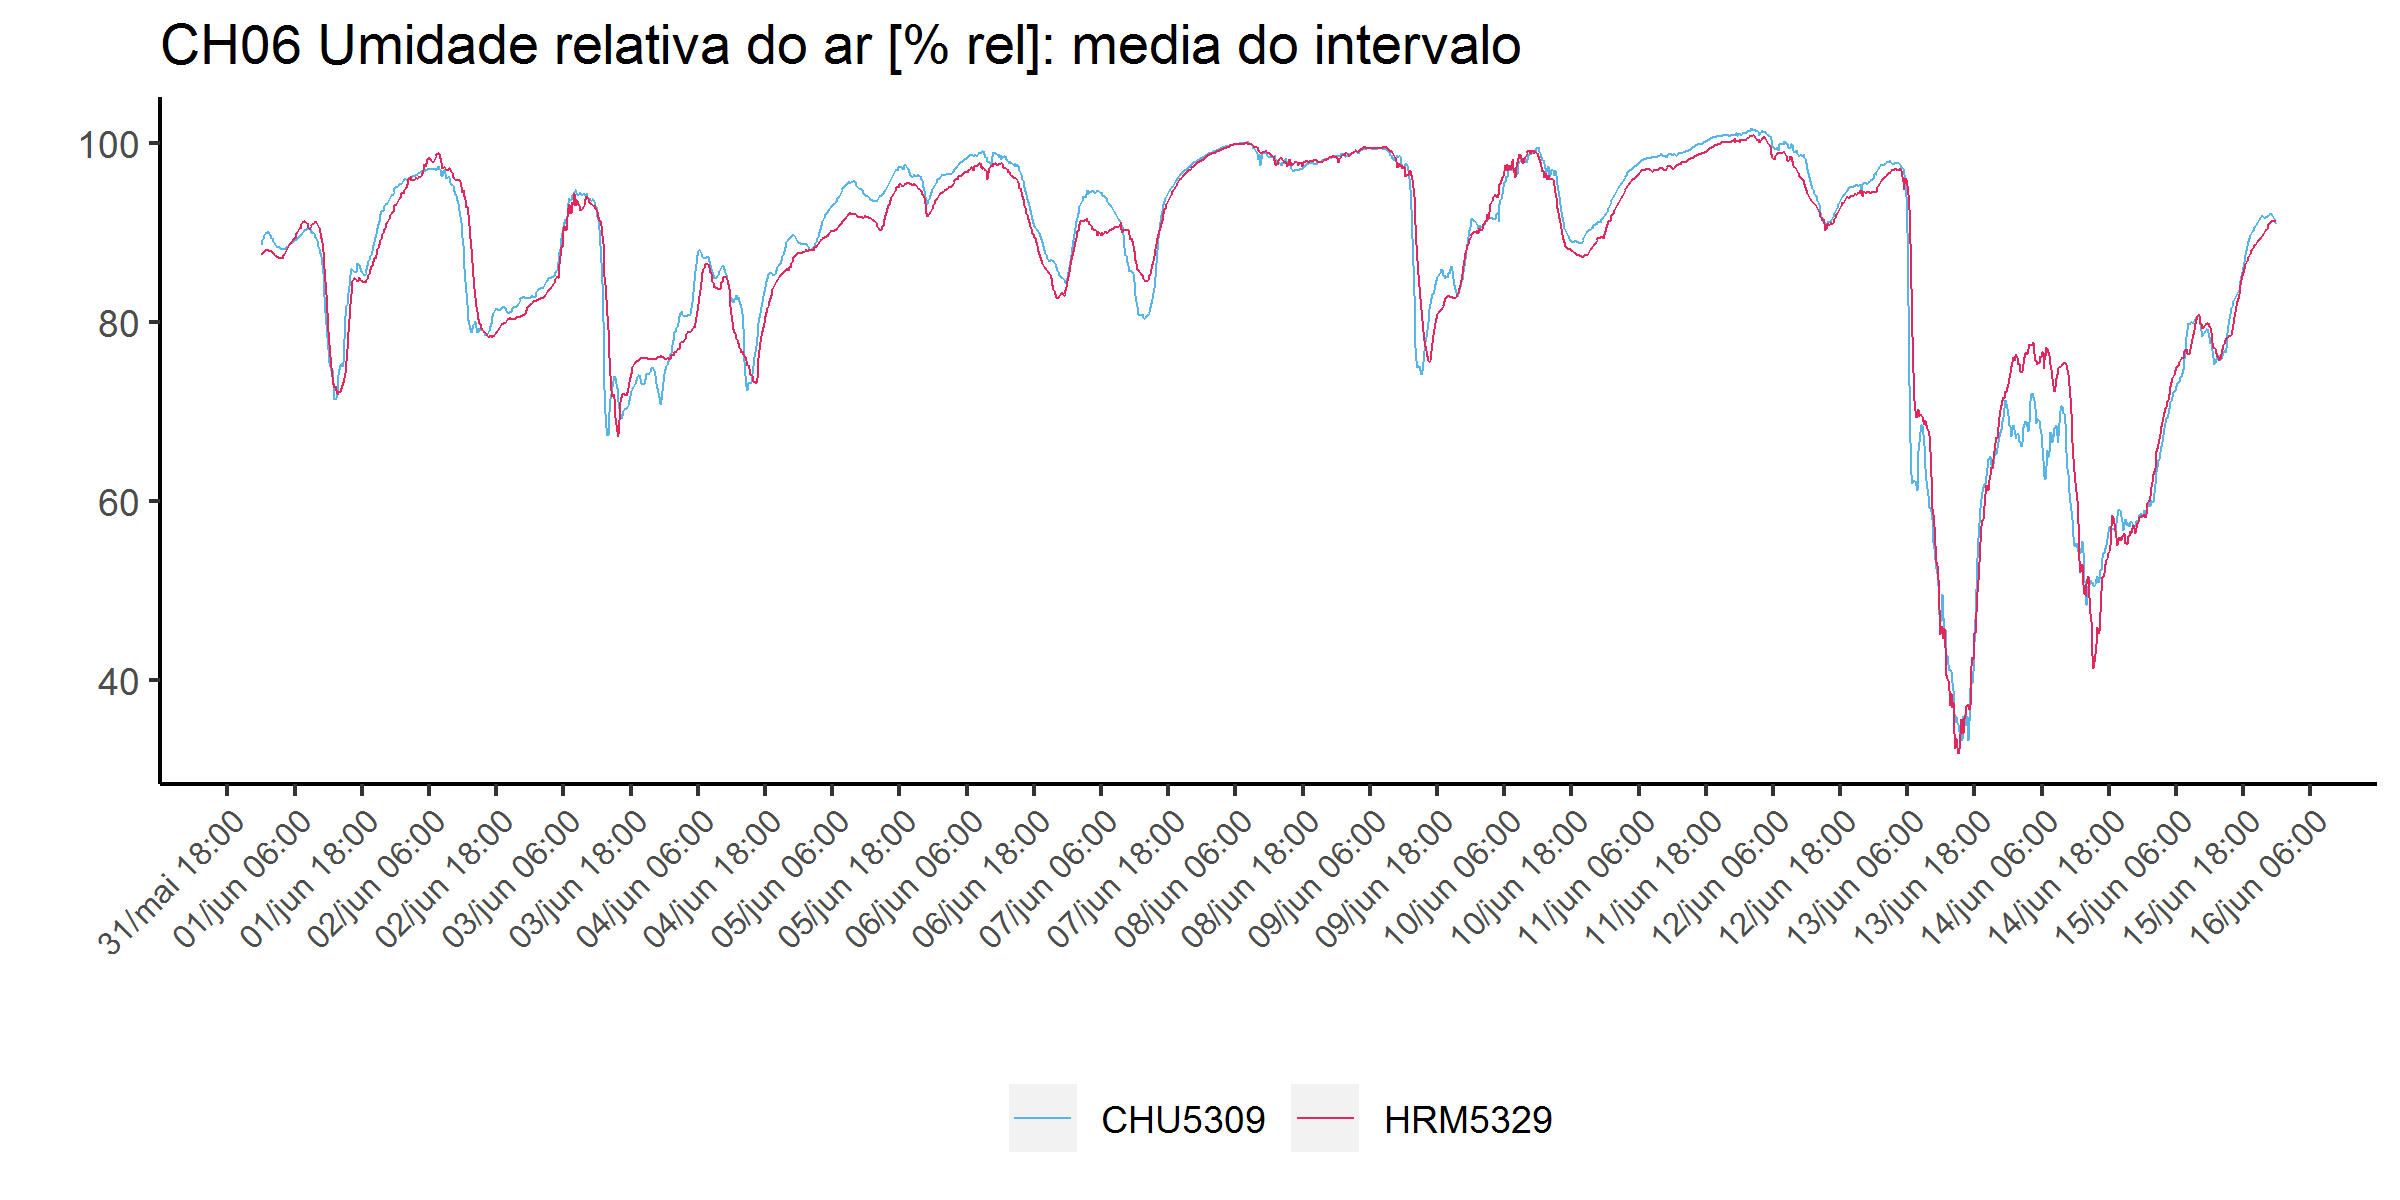 CH06 Umidade relativa do ar [% rel]: media do intervalo
100
80
60
40
31/mai 18:00
01/jun 06:00
01/jun 18:00
02/jun 06:00
02/jun 18:00
03/jun 06:00
03/jun 18:00
04/jun 06:00
04/jun 18:00
05/jun 06:00
05/jun 18:00
06/jun 06:00
06/jun 18:00
07/jun 06:00
07/jun 18:00
08/jun 06:00
08/jun 18:00
09/jun 06:00
09/jun 18:00
10/jun 06:00
10/jun 18:00
11/jun 06:00
11/jun 18:00
12/jun 06:00
12/jun 18:00
13/jun 06:00
13/jun 18:00
14/jun 06:00
14/jun 18:00
15/jun 06:00
15/jun 18:00
16/jun 06:00
CHU5309
HRM5329